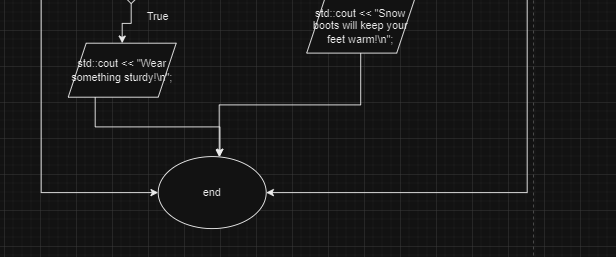 True
std::cout << "Snow
boots will keep your
feet warm!\n";
std::cout << "Wear
something sturdy!\n";
end